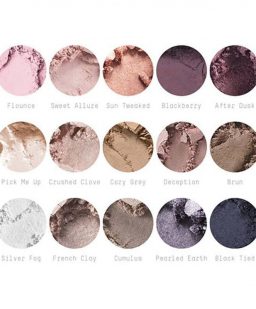 Flounce Sweet Allure Sun Tweaked Blackberry After Dusk
Pick Me Up Crushed Clove Cozy Grey Deception Brun
Silver Fog French Clay Cumulus Pearled Earth Black Tied